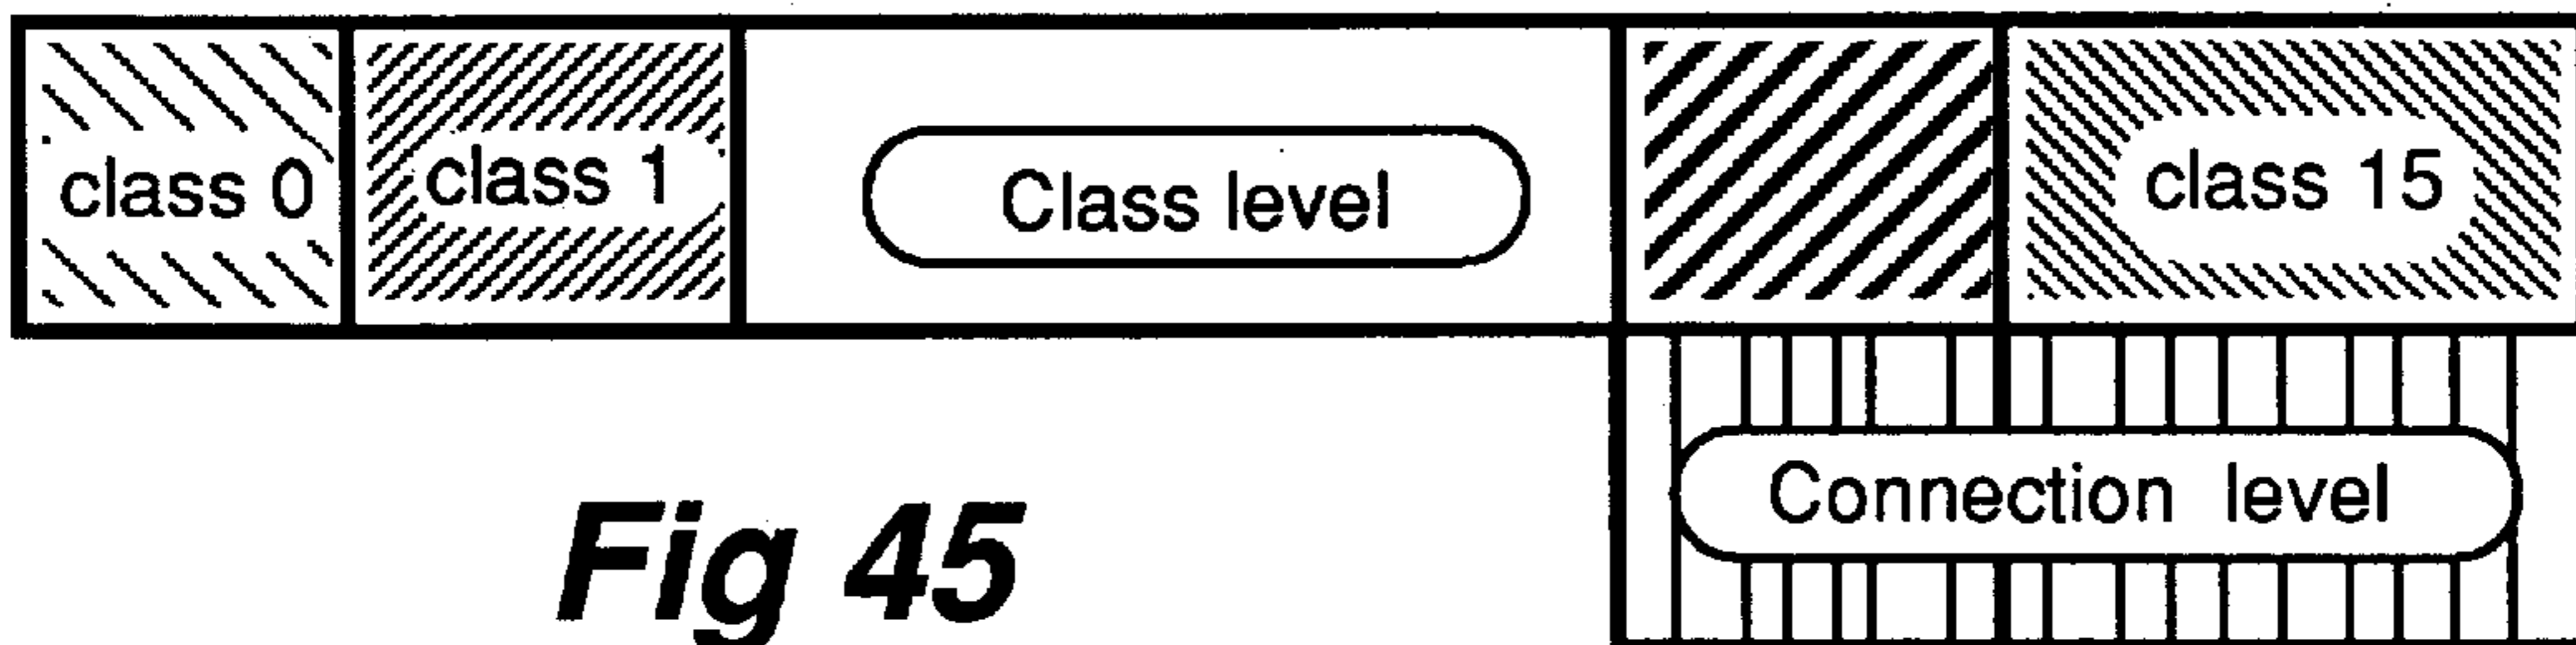 class 0
class 1
Class level
class 15
Connection level
Fig 45